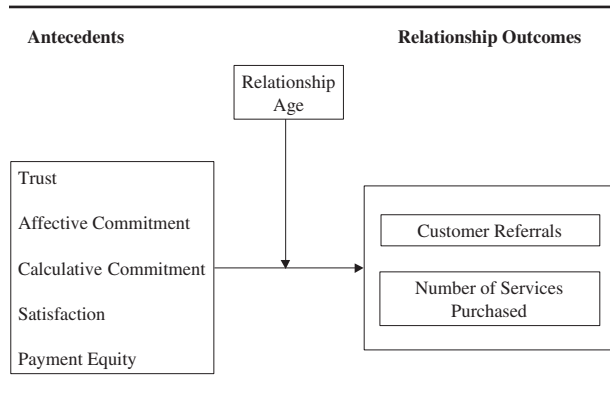 Antecedents
Relationship Outcomes
Relationship
Age
Trust
Affective Commitment
Calculative Commitment
Satisfaction
Payment Equity
Customer Referrals
Number of Services
Purchased